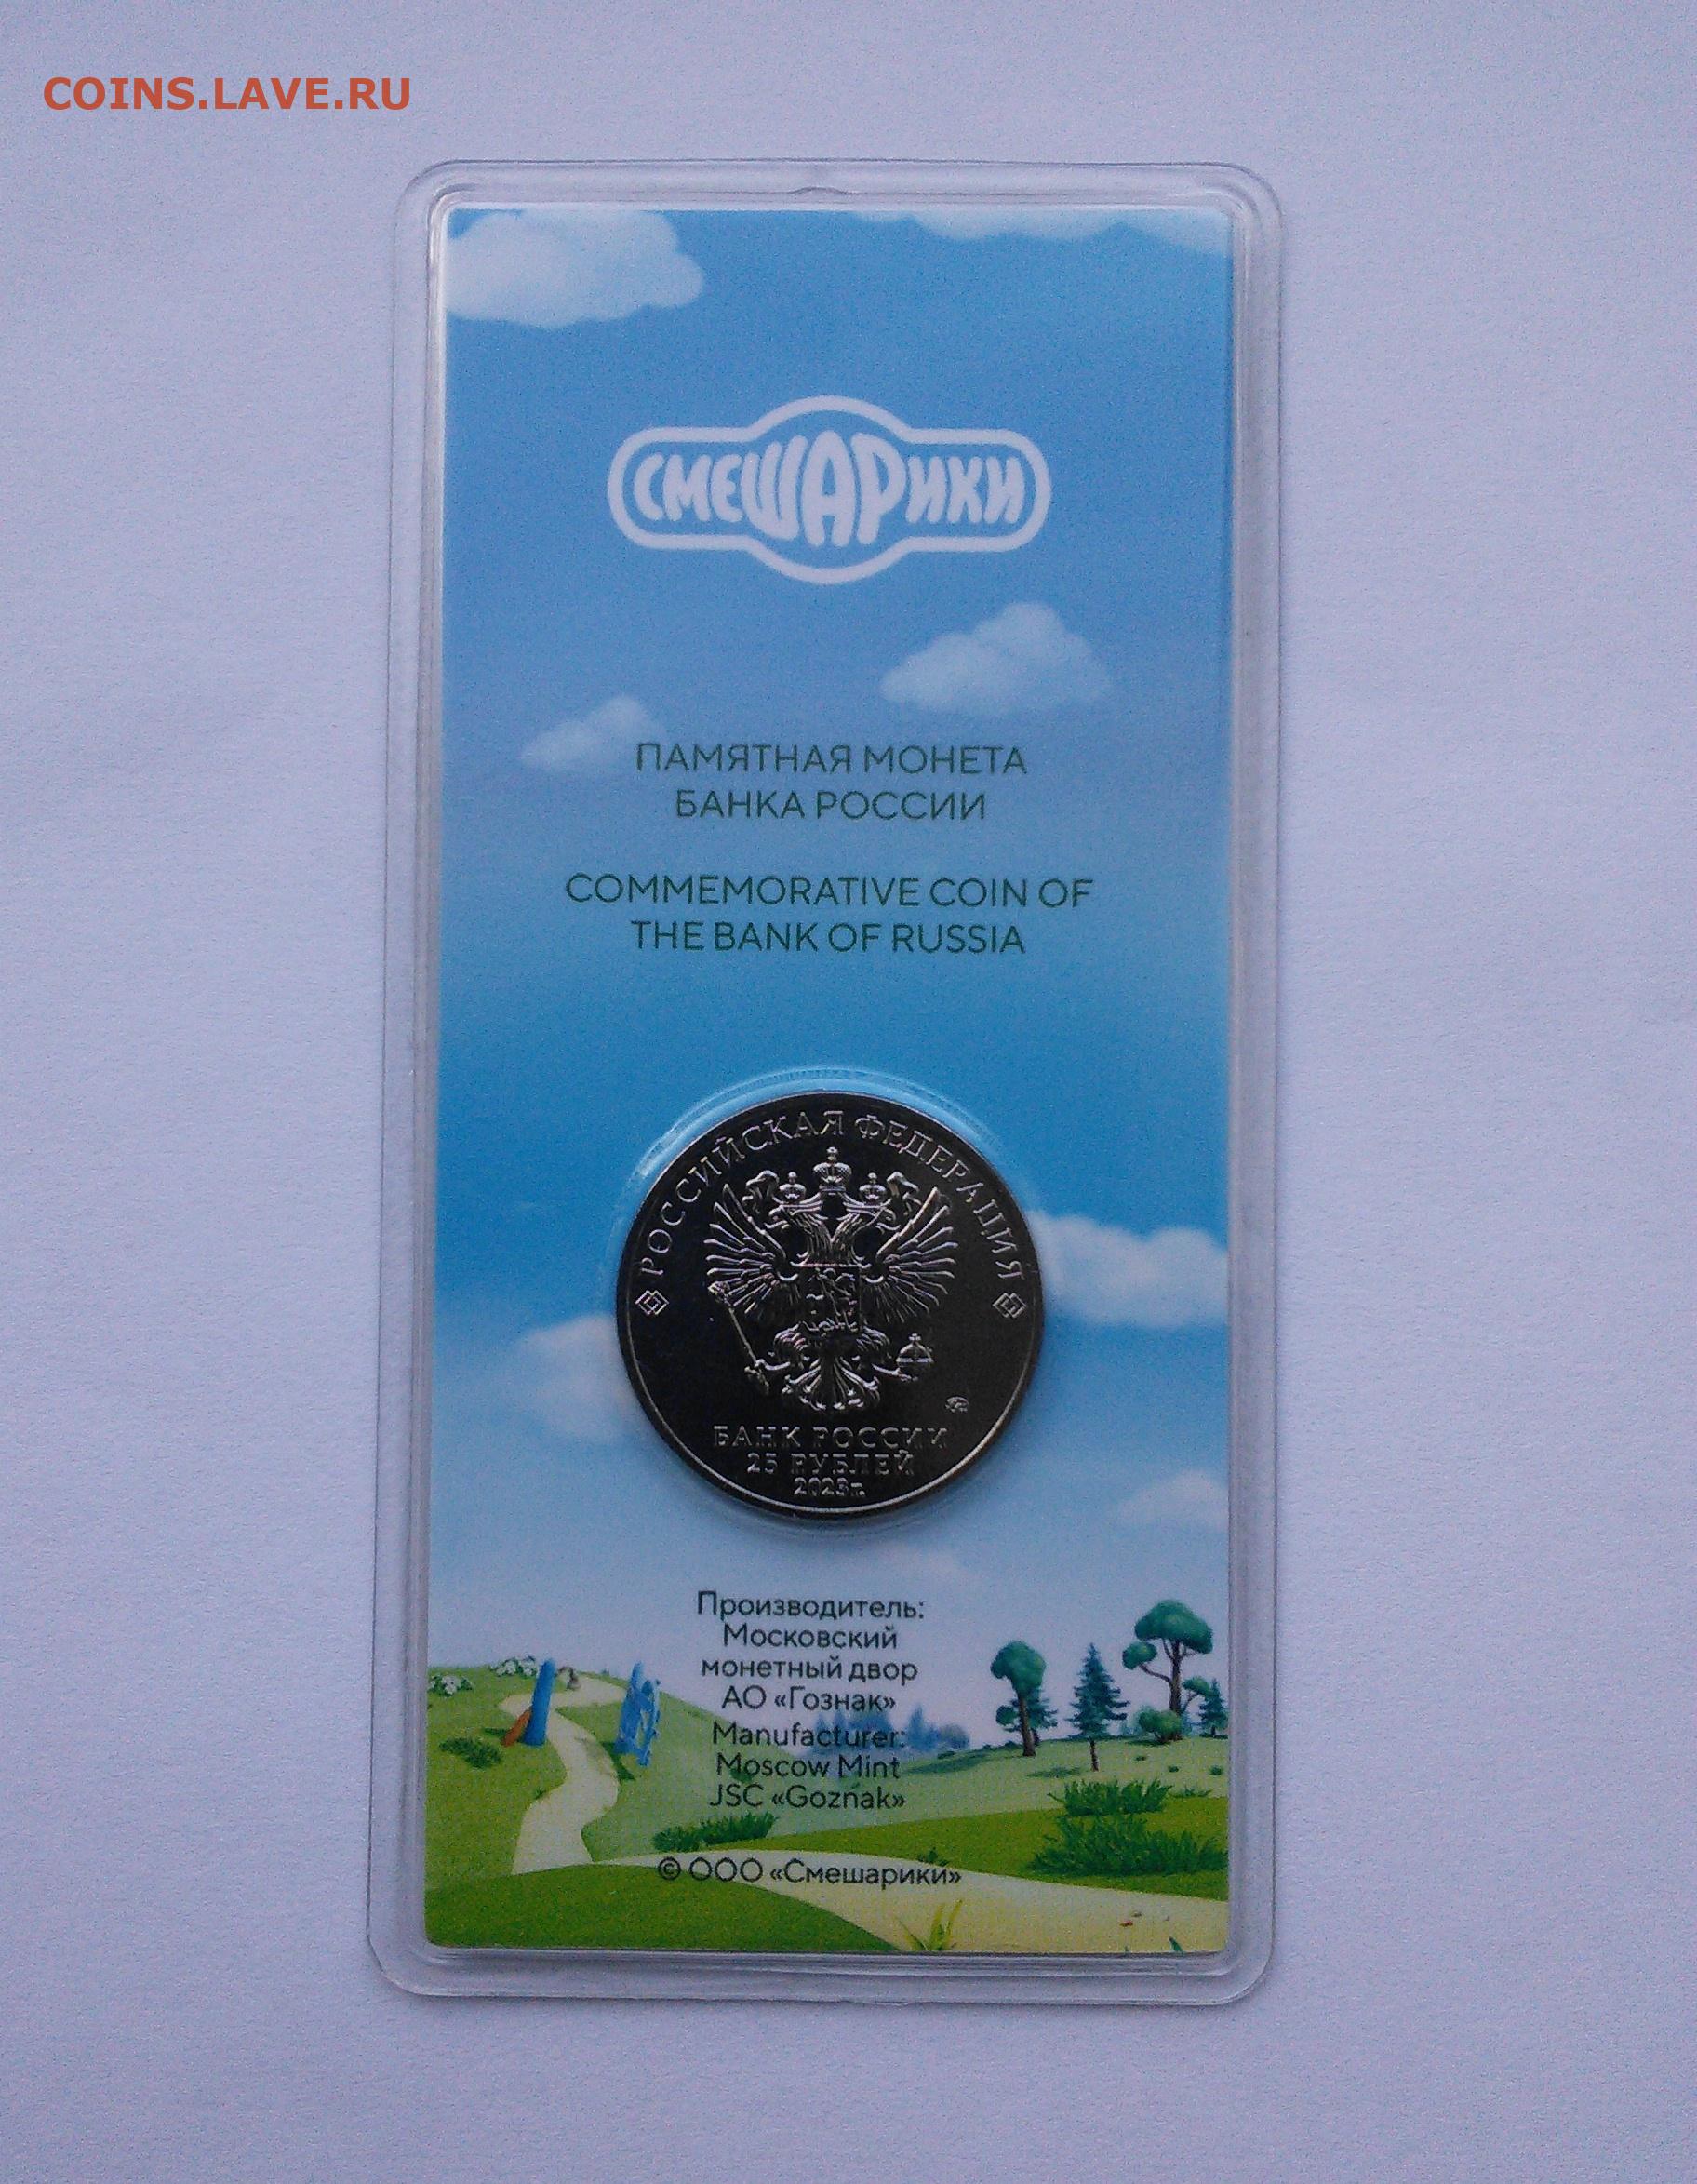 COINS.LAVE.RU
СМЕШАРИКИ
ПАМЯТНАЯ МОНЕТА
БАНКА РОССИИ
COMMEMORATIVE COIN OF
THE BANK OF RUSSIA
РОССИЙСКАЯ ФЕДЕРАЦИЯ
БАНК РОССИИ
25 РУБЛЕЙ
2023 г.
Производитель:
Московский
монетный двор
АО «Гознак»
Manufacturer:
Moscow Mint
JSC «Goznak»
© ООО «Смешарики»